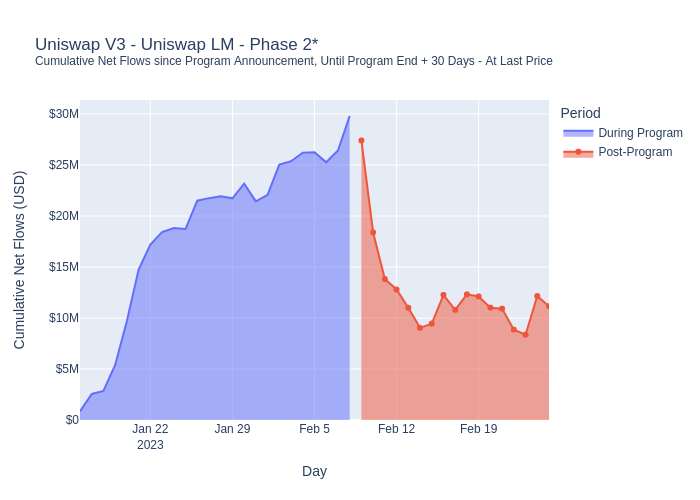 Uniswap V3 - Uniswap LM - Phase 2*
Cumulative Net Flows since Program Announcement, Until Program End + 30 Days - At Last Price
Period
During Program
Post-Program
Cumulative Net Flows (USD)
$30M
$25M
$20M
$15M
$10M
$5M
$0
Jan 22
2023
Jan 29
Feb 5
Feb 12
Feb 19
Day